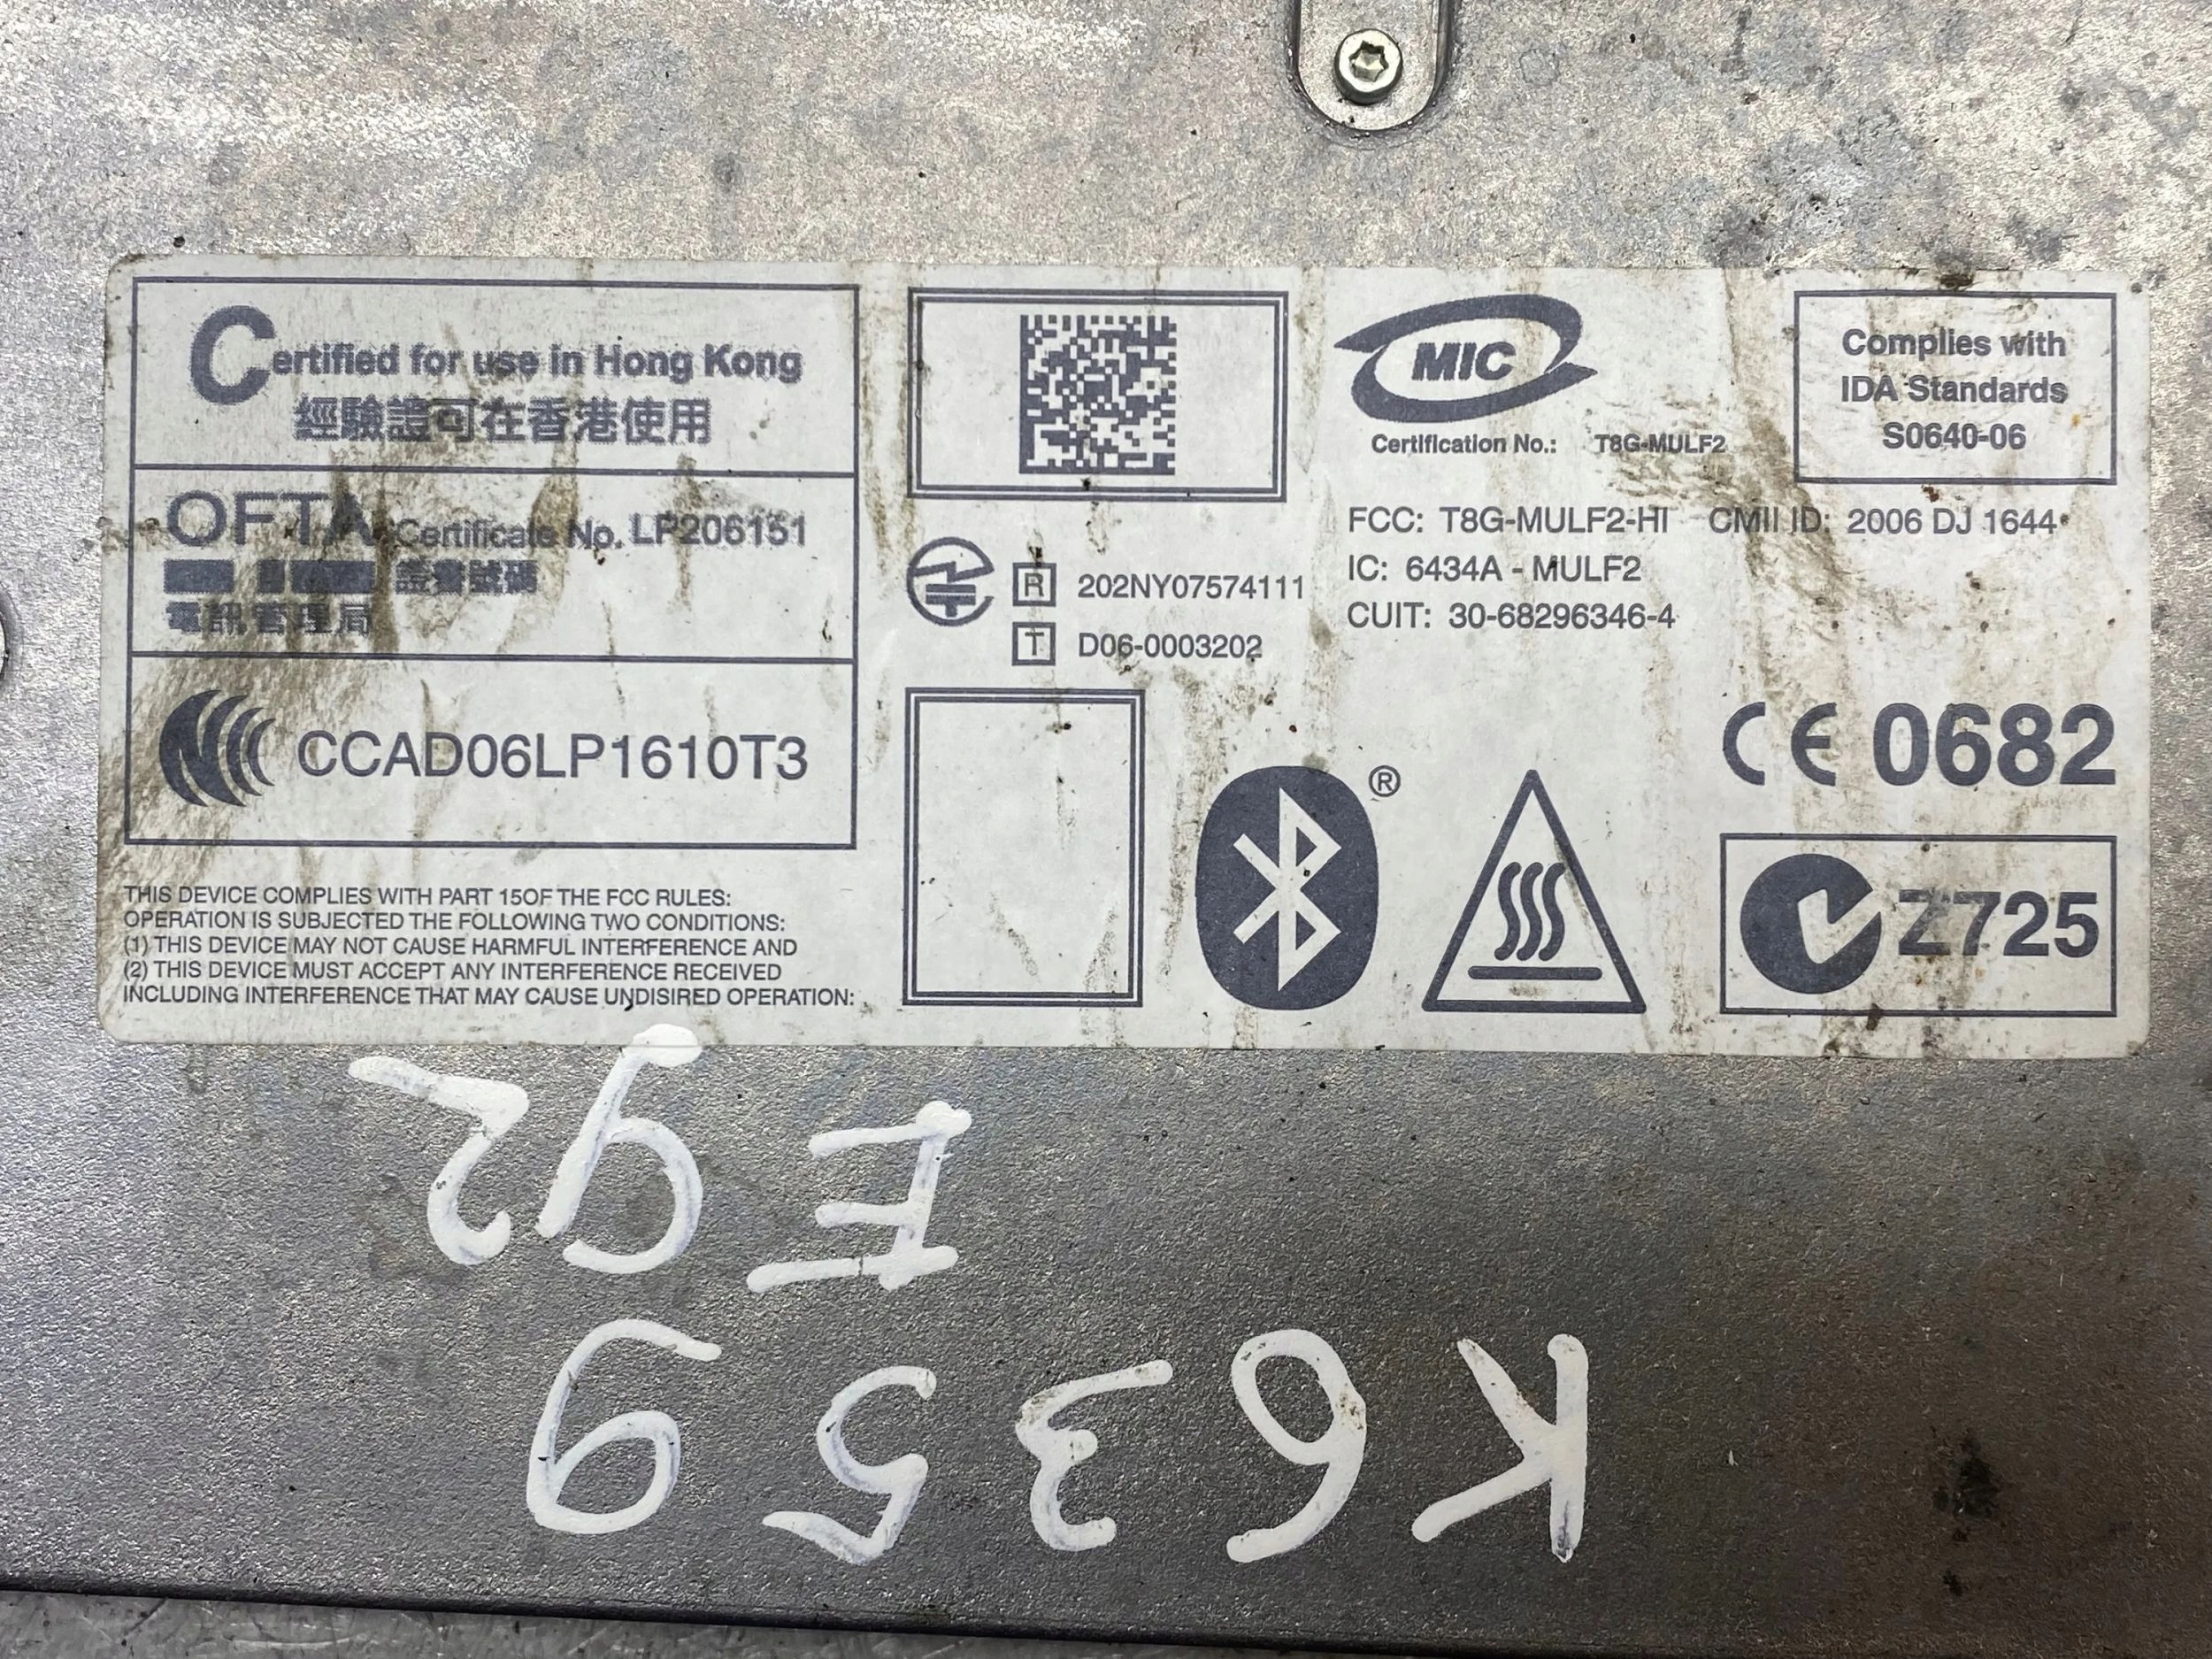 Certified for use in Hong Kong
經驗證可在香港使用
OFTA Certificate No. LP206151
證書號碼
電訊管理局
CCAD06LP1610T3
THIS DEVICE COMPLIES WITH PART 15OF THE FCC RULES:
OPERATION IS SUBJECTED THE FOLLOWING TWO CONDITIONS:
(1) THIS DEVICE MAY NOT CAUSE HARMFUL INTERFERENCE AND
(2) THIS DEVICE MUST ACCEPT ANY INTERFERENCE RECEIVED
INCLUDING INTERFERENCE THAT MAY CAUSE UNDISIRED OPERATION:
R 202NY07574111
T D06-0003202
MIC
Certification No.: T8G-MULF2
Complies with
IDA Standards
S0640-06
FCC: T8G-MULF2-HI CMII ID: 2006 DJ 1644
IC: 6434A - MULF2
CUIT: 30-68296346-4
®
CE 0682
Z725
K6359
E92